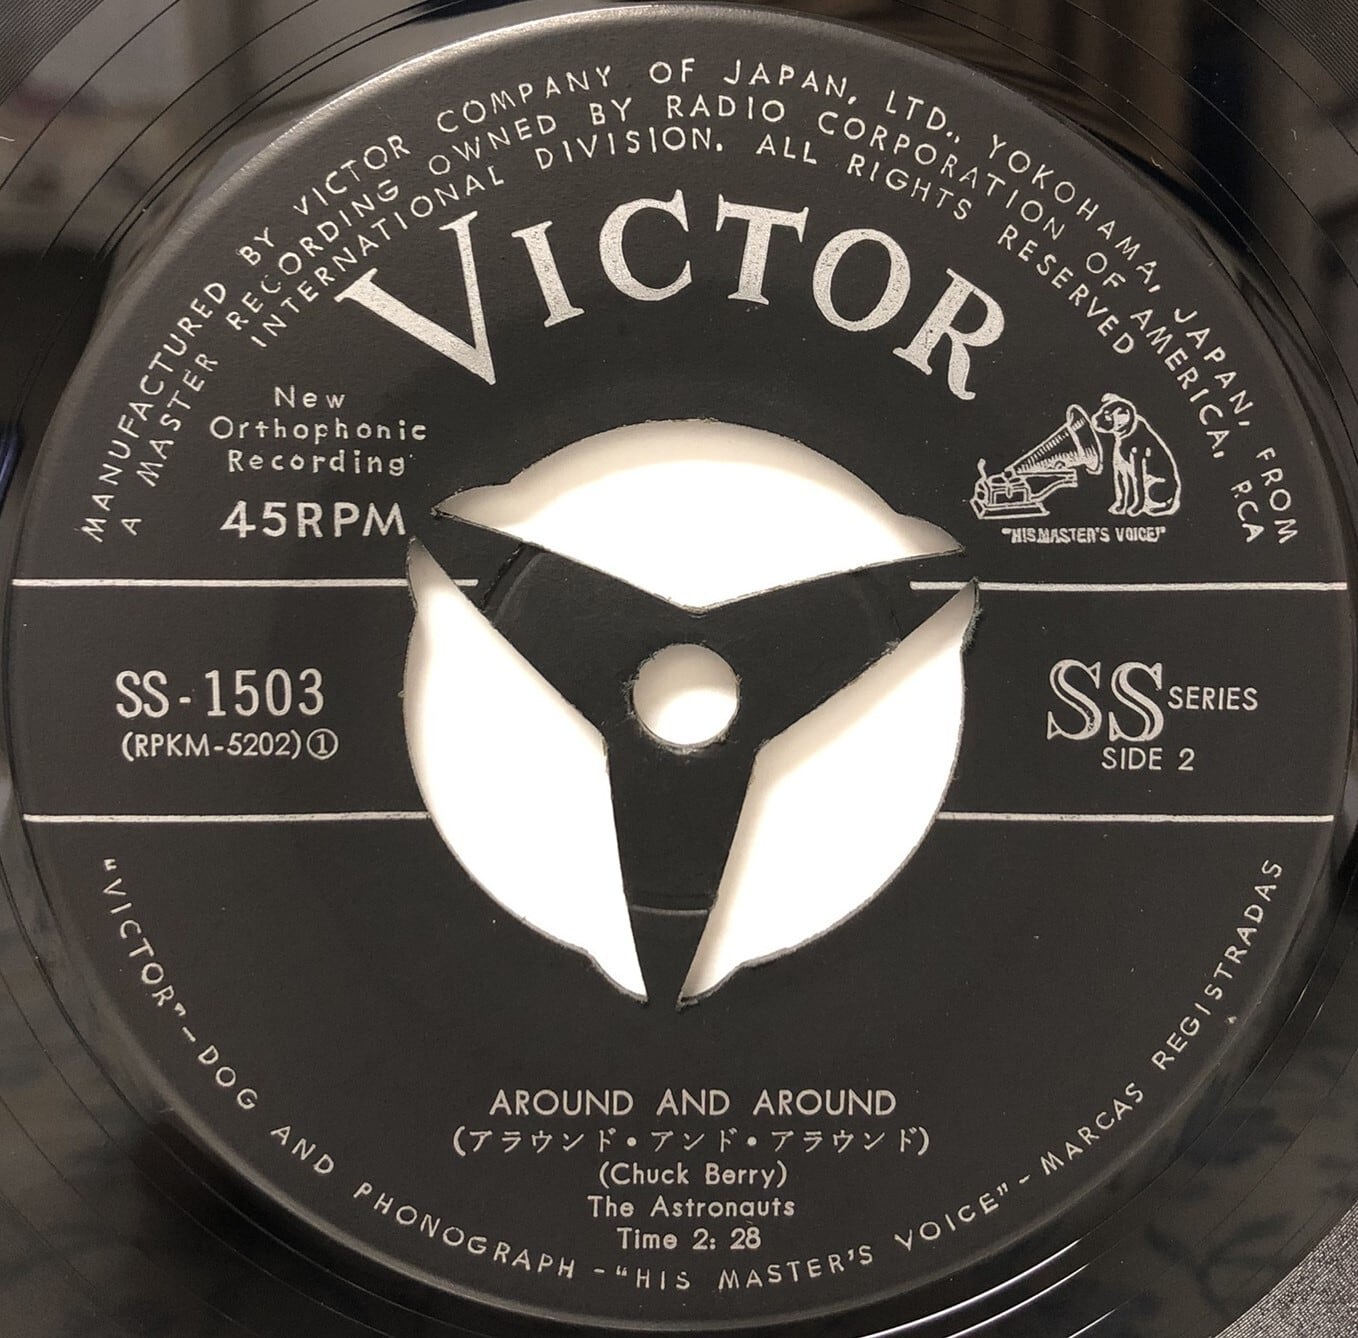 MANUFACTURED BY VICTOR COMPANY OF JAPAN, LTD., YOKOHAMA, JAPAN, FROM
A MASTER RECORDING OWNED BY RADIO CORPORATION OF AMERICA, RCA
INTERNATIONAL DIVISION. ALL RIGHTS RESERVED
VICTOR
New
Orthophonic
Recording
45RPM
"HIS MASTER'S VOICE"
SS-1503
(RPKM-5202)①
SS SERIES
SIDE 2
AROUND AND AROUND
(アラウンド・アンド・アラウンド)
(Chuck Berry)
The Astronauts
Time 2: 28
"VICTOR"–DOG AND PHONOGRAPH –"HIS MASTER'S VOICE"– MARCAS REGISTRADAS